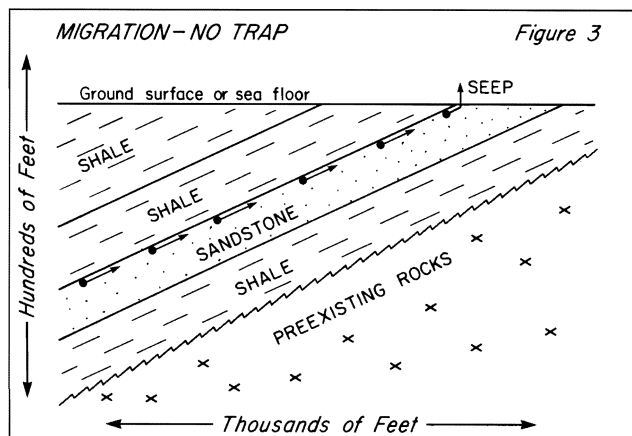 MIGRATION – NO TRAP
Figure 3
SEEP
Ground surface or sea floor
SHALE
SHALE
SANDSTONE
SHALE
PREEXISTING ROCKS
Hundreds of Feet
Thousands of Feet